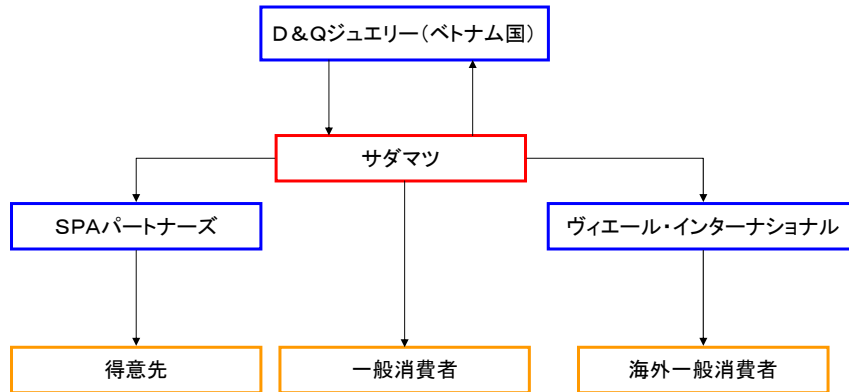 D&Qジュエリー(ベトナム国)
サダマツ
SPAパートナーズ
ヴィエール・インターナショナル
得意先
一般消費者
海外一般消費者